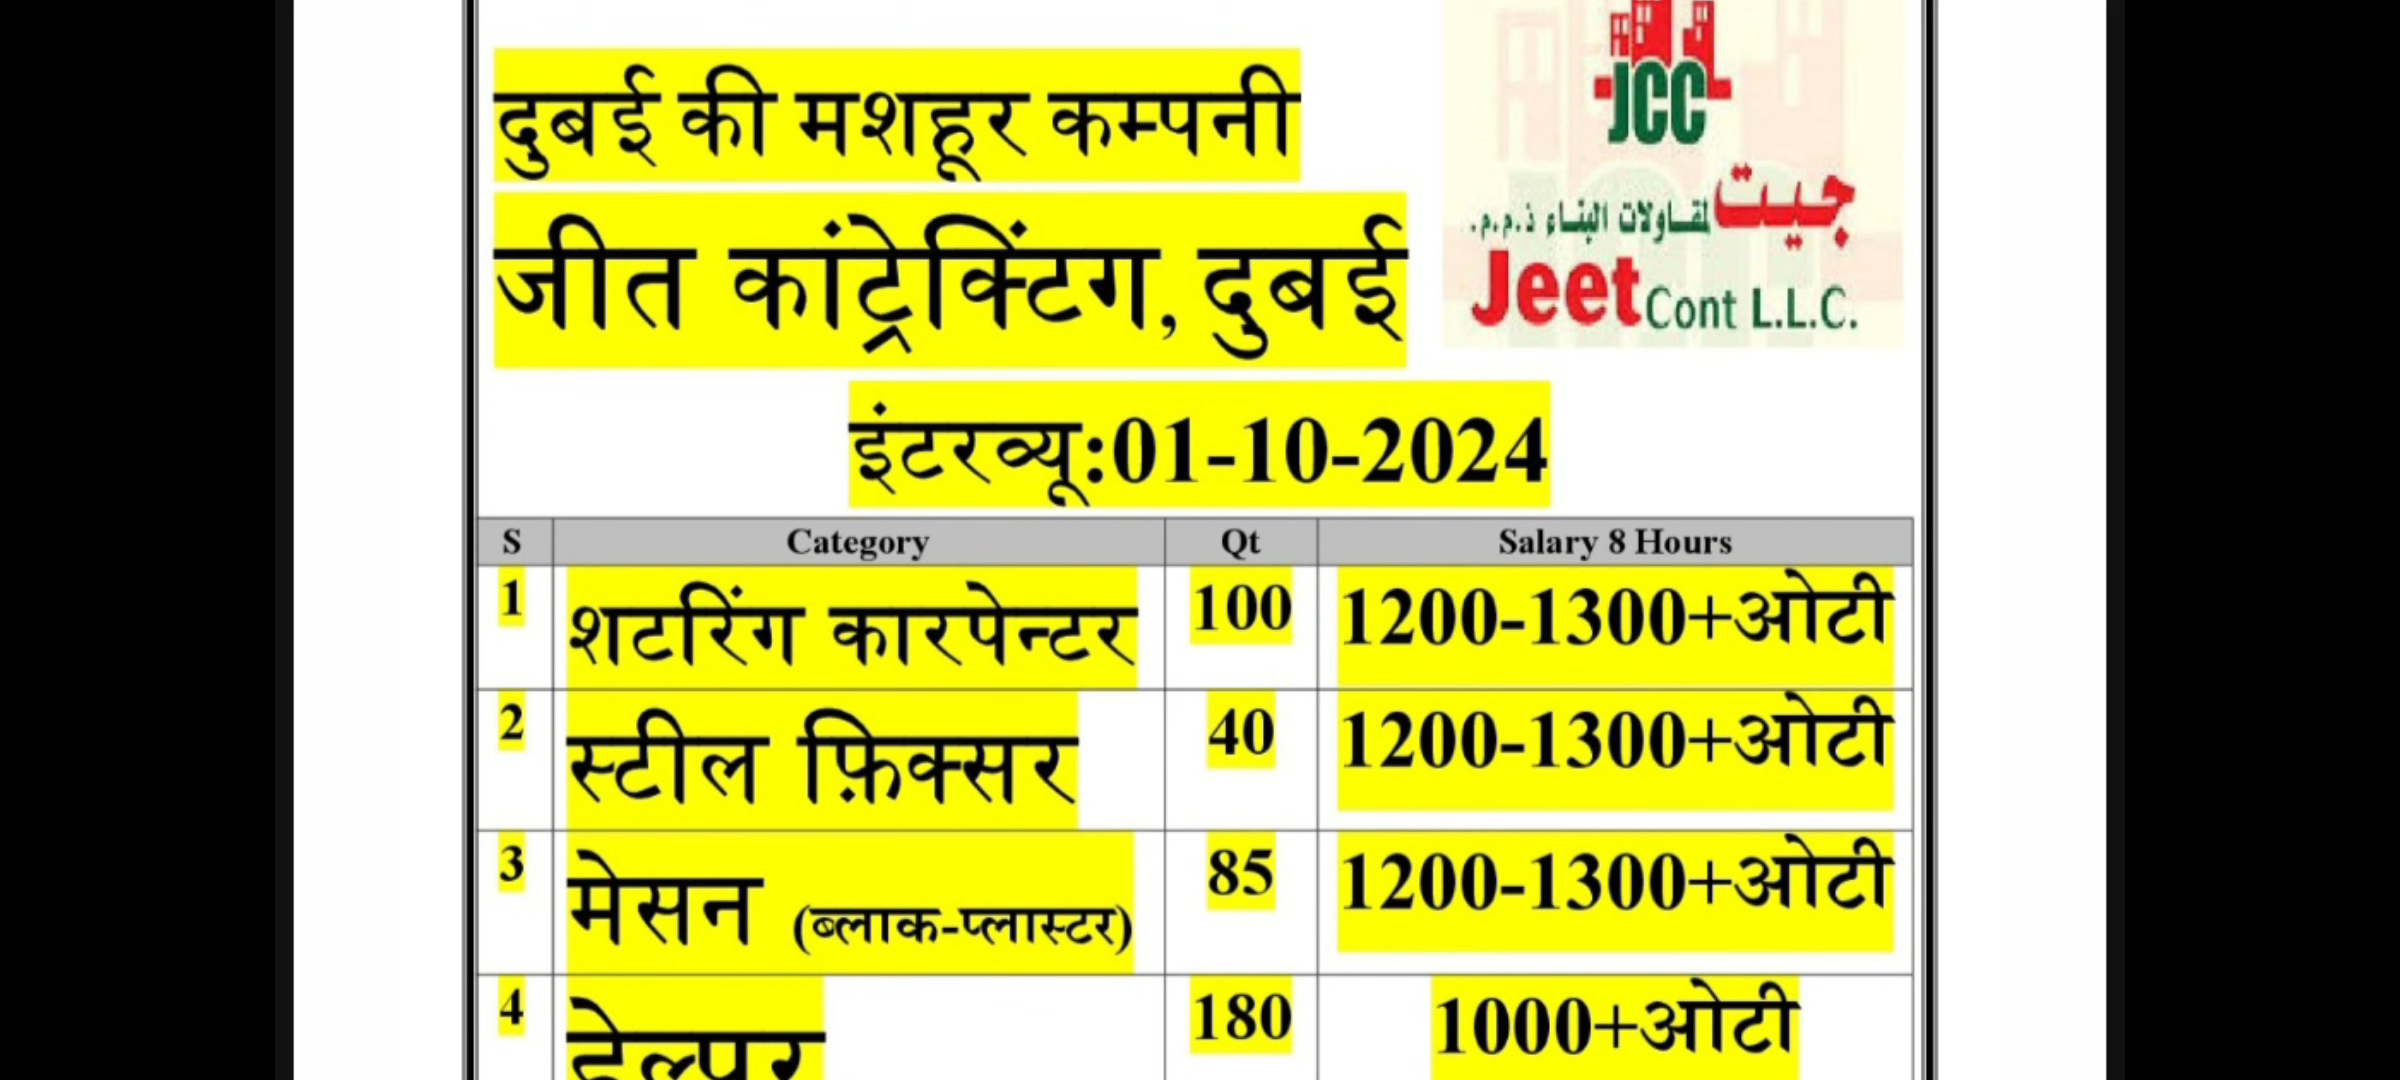 दुबई की मशहूर कम्पनी
जीत कांट्रेक्टिंग, दुबई
JCC
جيت
لمقاولات البناء ذ.م.م.
Jeet Cont L.L.C.
इंटरव्यू:01-10-2024
S Category Qt Salary 8 Hours
1 शटरिंग कारपेन्टर 100 1200-1300+ओटी
2 स्टील फ़िक्सर 40 1200-1300+ओटी
3 मेसन (ब्लाक-प्लास्टर) 85 1200-1300+ओटी
4 हेल्पर 180 1000+ओटी